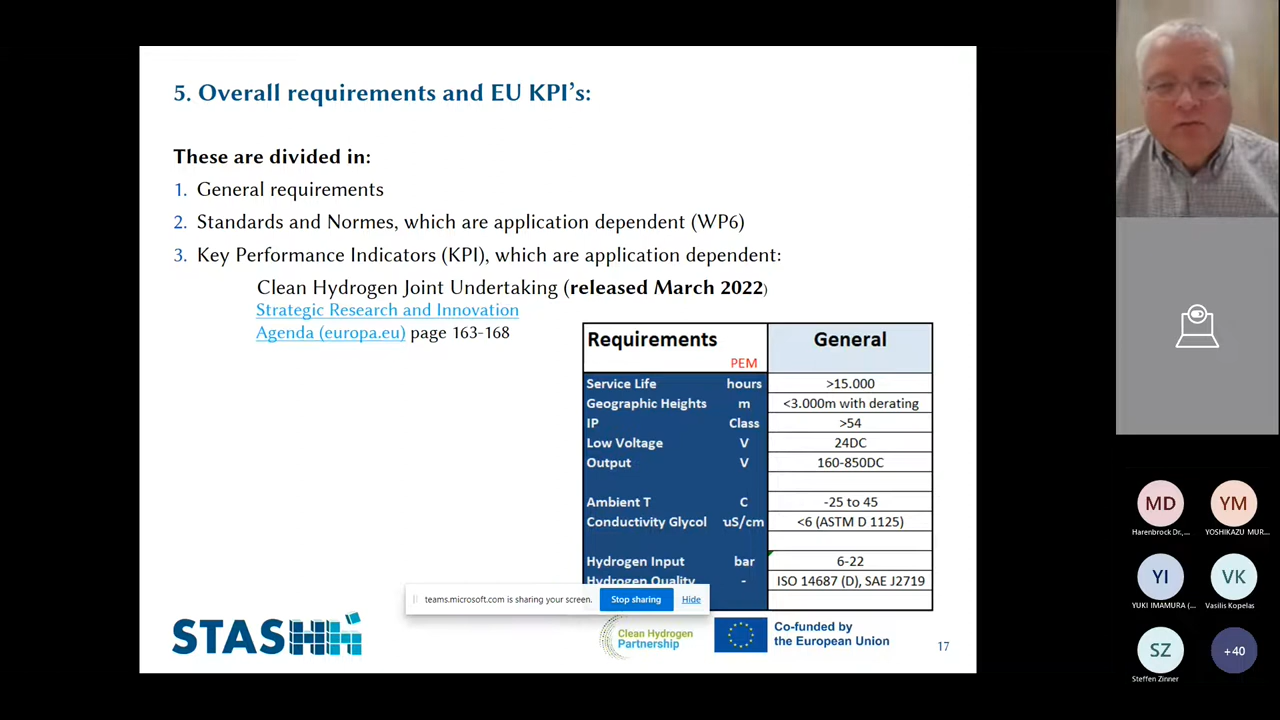 5. Overall requirements and EU KPI’s:
These are divided in:
1. General requirements
2. Standards and Normes, which are application dependent (WP6)
3. Key Performance Indicators (KPI), which are application dependent:
Clean Hydrogen Joint Undertaking (released March 2022)
Strategic Research and Innovation
Agenda (europa.eu) page 163-168
Requirements General
PEM
Service Life hours >15.000
Geographic Heights m <3.000m with derating
IP Class >54
Low Voltage V 24DC
Output V 160-850DC
Ambient T C -25 to 45
Conductivity Glycol uS/cm <6 (ASTM D 1125)
Hydrogen Input bar 6-22
Hydrogen Quality - ISO 14687 (D), SAE J2719
teams.microsoft.com is sharing your screen. Stop sharing Hide
STASHH
Clean Hydrogen
Partnership
Co-funded by
the European Union
17
MD
Harenbrock Dr.,...
YM
YOSHIKAZU MUR...
YI
YUKI IMAMURA (...
VK
Vasilis Kopelas
SZ
Steffen Zinner
+40